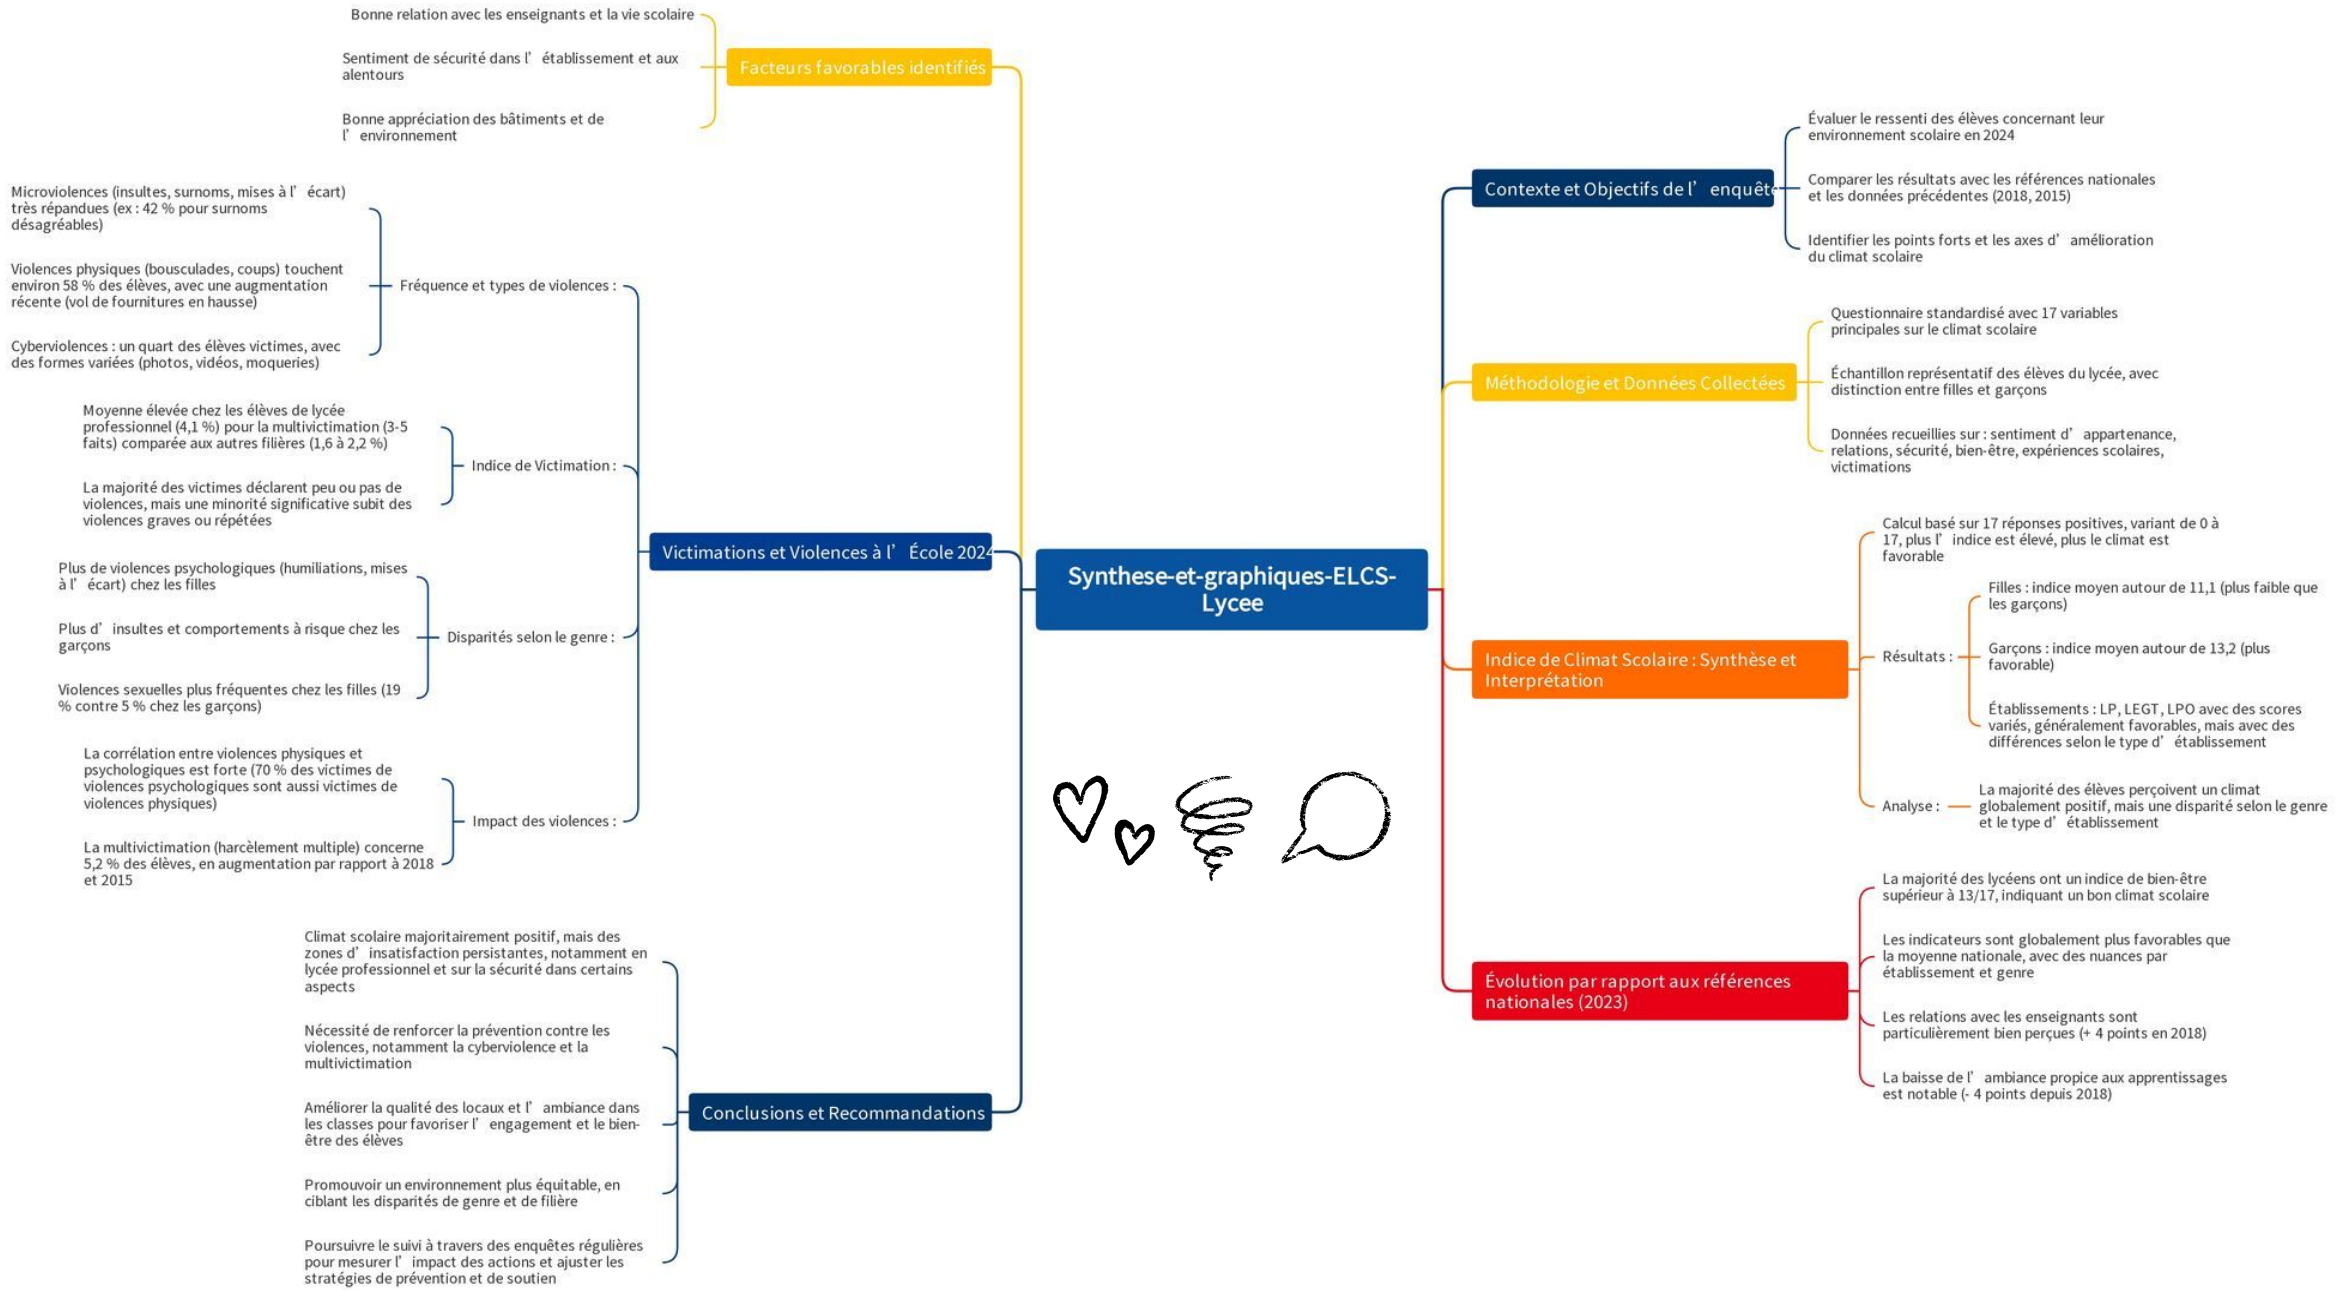 Synthese-et-graphiques-ELCS-
Lycee
Contexte et Objectifs de l’enquête
Évaluer le ressenti des élèves concernant leur
environnement scolaire en 2024
Comparer les résultats avec les références nationales
et les données précédentes (2018, 2015)
Identifier les points forts et les axes d’amélioration
du climat scolaire
Méthodologie et Données Collectées
Questionnaire standardisé avec 17 variables
principales sur le climat scolaire
Échantillon représentatif des élèves du lycée, avec
distinction entre filles et garçons
Données recueillies sur : sentiment d’appartenance,
relations, sécurité, bien-être, expériences scolaires,
victimations
Indice de Climat Scolaire : Synthèse et
Interprétation
Calcul basé sur 17 réponses positives, variant de 0 à
17, plus l’indice est élevé, plus le climat est
favorable
Résultats :
Filles : indice moyen autour de 11,1 (plus faible que
les garçons)
Garçons : indice moyen autour de 13,2 (plus
favorable)
Établissements : LP, LEGT, LPO avec des scores
variés, généralement favorables, mais avec des
différences selon le type d’établissement
Analyse :
La majorité des élèves perçoivent un climat
globalement positif, mais une disparité selon le genre
et le type d’établissement
Évolution par rapport aux références
nationales (2023)
La majorité des lycéens ont un indice de bien-être
supérieur à 13/17, indiquant un bon climat scolaire
Les indicateurs sont globalement plus favorables que
la moyenne nationale, avec des nuances par
établissement et genre
Les relations avec les enseignants sont
particulièrement bien perçues (+ 4 points en 2018)
La baisse de l’ambiance propice aux apprentissages
est notable (- 4 points depuis 2018)
Facteurs favorables identifiés
Bonne relation avec les enseignants et la vie scolaire
Sentiment de sécurité dans l’établissement et aux
alentours
Bonne appréciation des bâtiments et de
l’environnement
Victimations et Violences à l’École 2024
Fréquence et types de violences :
Microviolences (insultes, surnoms, mises à l’écart)
très répandues (ex : 42 % pour surnoms
désagréables)
Violences physiques (bousculades, coups) touchent
environ 58 % des élèves, avec une augmentation
récente (vol de fournitures en hausse)
Cyberviolences : un quart des élèves victimes, avec
des formes variées (photos, vidéos, moqueries)
Indice de Victimation :
Moyenne élevée chez les élèves de lycée
professionnel (4,1 %) pour la multivictimation (3-5
faits) comparée aux autres filières (1,6 à 2,2 %)
La majorité des victimes déclarent peu ou pas de
violences, mais une minorité significative subit des
violences graves ou répétées
Disparités selon le genre :
Plus de violences psychologiques (humiliations, mises
à l’écart) chez les filles
Plus d’insultes et comportements à risque chez les
garçons
Violences sexuelles plus fréquentes chez les filles (19
% contre 5 % chez les garçons)
Impact des violences :
La corrélation entre violences physiques et
psychologiques est forte (70 % des victimes de
violences psychologiques sont aussi victimes de
violences physiques)
La multivictimation (harcèlement multiple) concerne
5,2 % des élèves, en augmentation par rapport à 2018
et 2015
Conclusions et Recommandations
Climat scolaire majoritairement positif, mais des
zones d’insatisfaction persistantes, notamment en
lycée professionnel et sur la sécurité dans certains
aspects
Nécessité de renforcer la prévention contre les
violences, notamment la cyberviolence et la
multivictimation
Améliorer la qualité des locaux et l’ambiance dans
les classes pour favoriser l’engagement et le bien-
être des élèves
Promouvoir un environnement plus équitable, en
ciblant les disparités de genre et de filière
Poursuivre le suivi à travers des enquêtes régulières
pour mesurer l’impact des actions et ajuster les
stratégies de prévention et de soutien